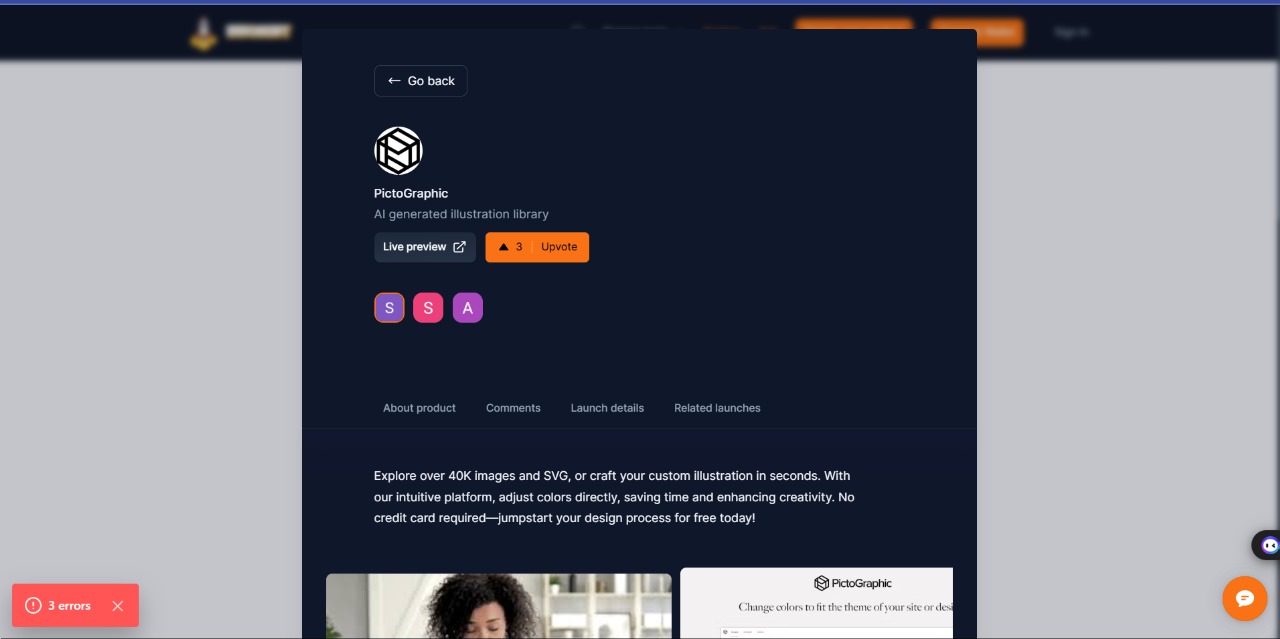 Sign in
Go back
PictoGraphic
AI generated illustration library
Live preview
3 Upvote
S S A
About product Comments Launch details Related launches
Explore over 40K images and SVG, or craft your custom illustration in seconds. With
our intuitive platform, adjust colors directly, saving time and enhancing creativity. No
credit card required—jumpstart your design process for free today!
PictoGraphic
Change colors to fit the theme of your site or desi
3 errors